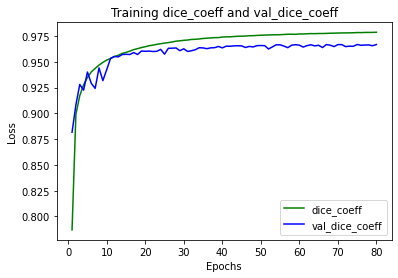 Training dice_coeff and val_dice_coeff
0.975
0.950
0.925
0.900
0.875
0.850
0.825
0.800
Loss
dice_coeff
val_dice_coeff
0 10 20 30 40 50 60 70 80
Epochs